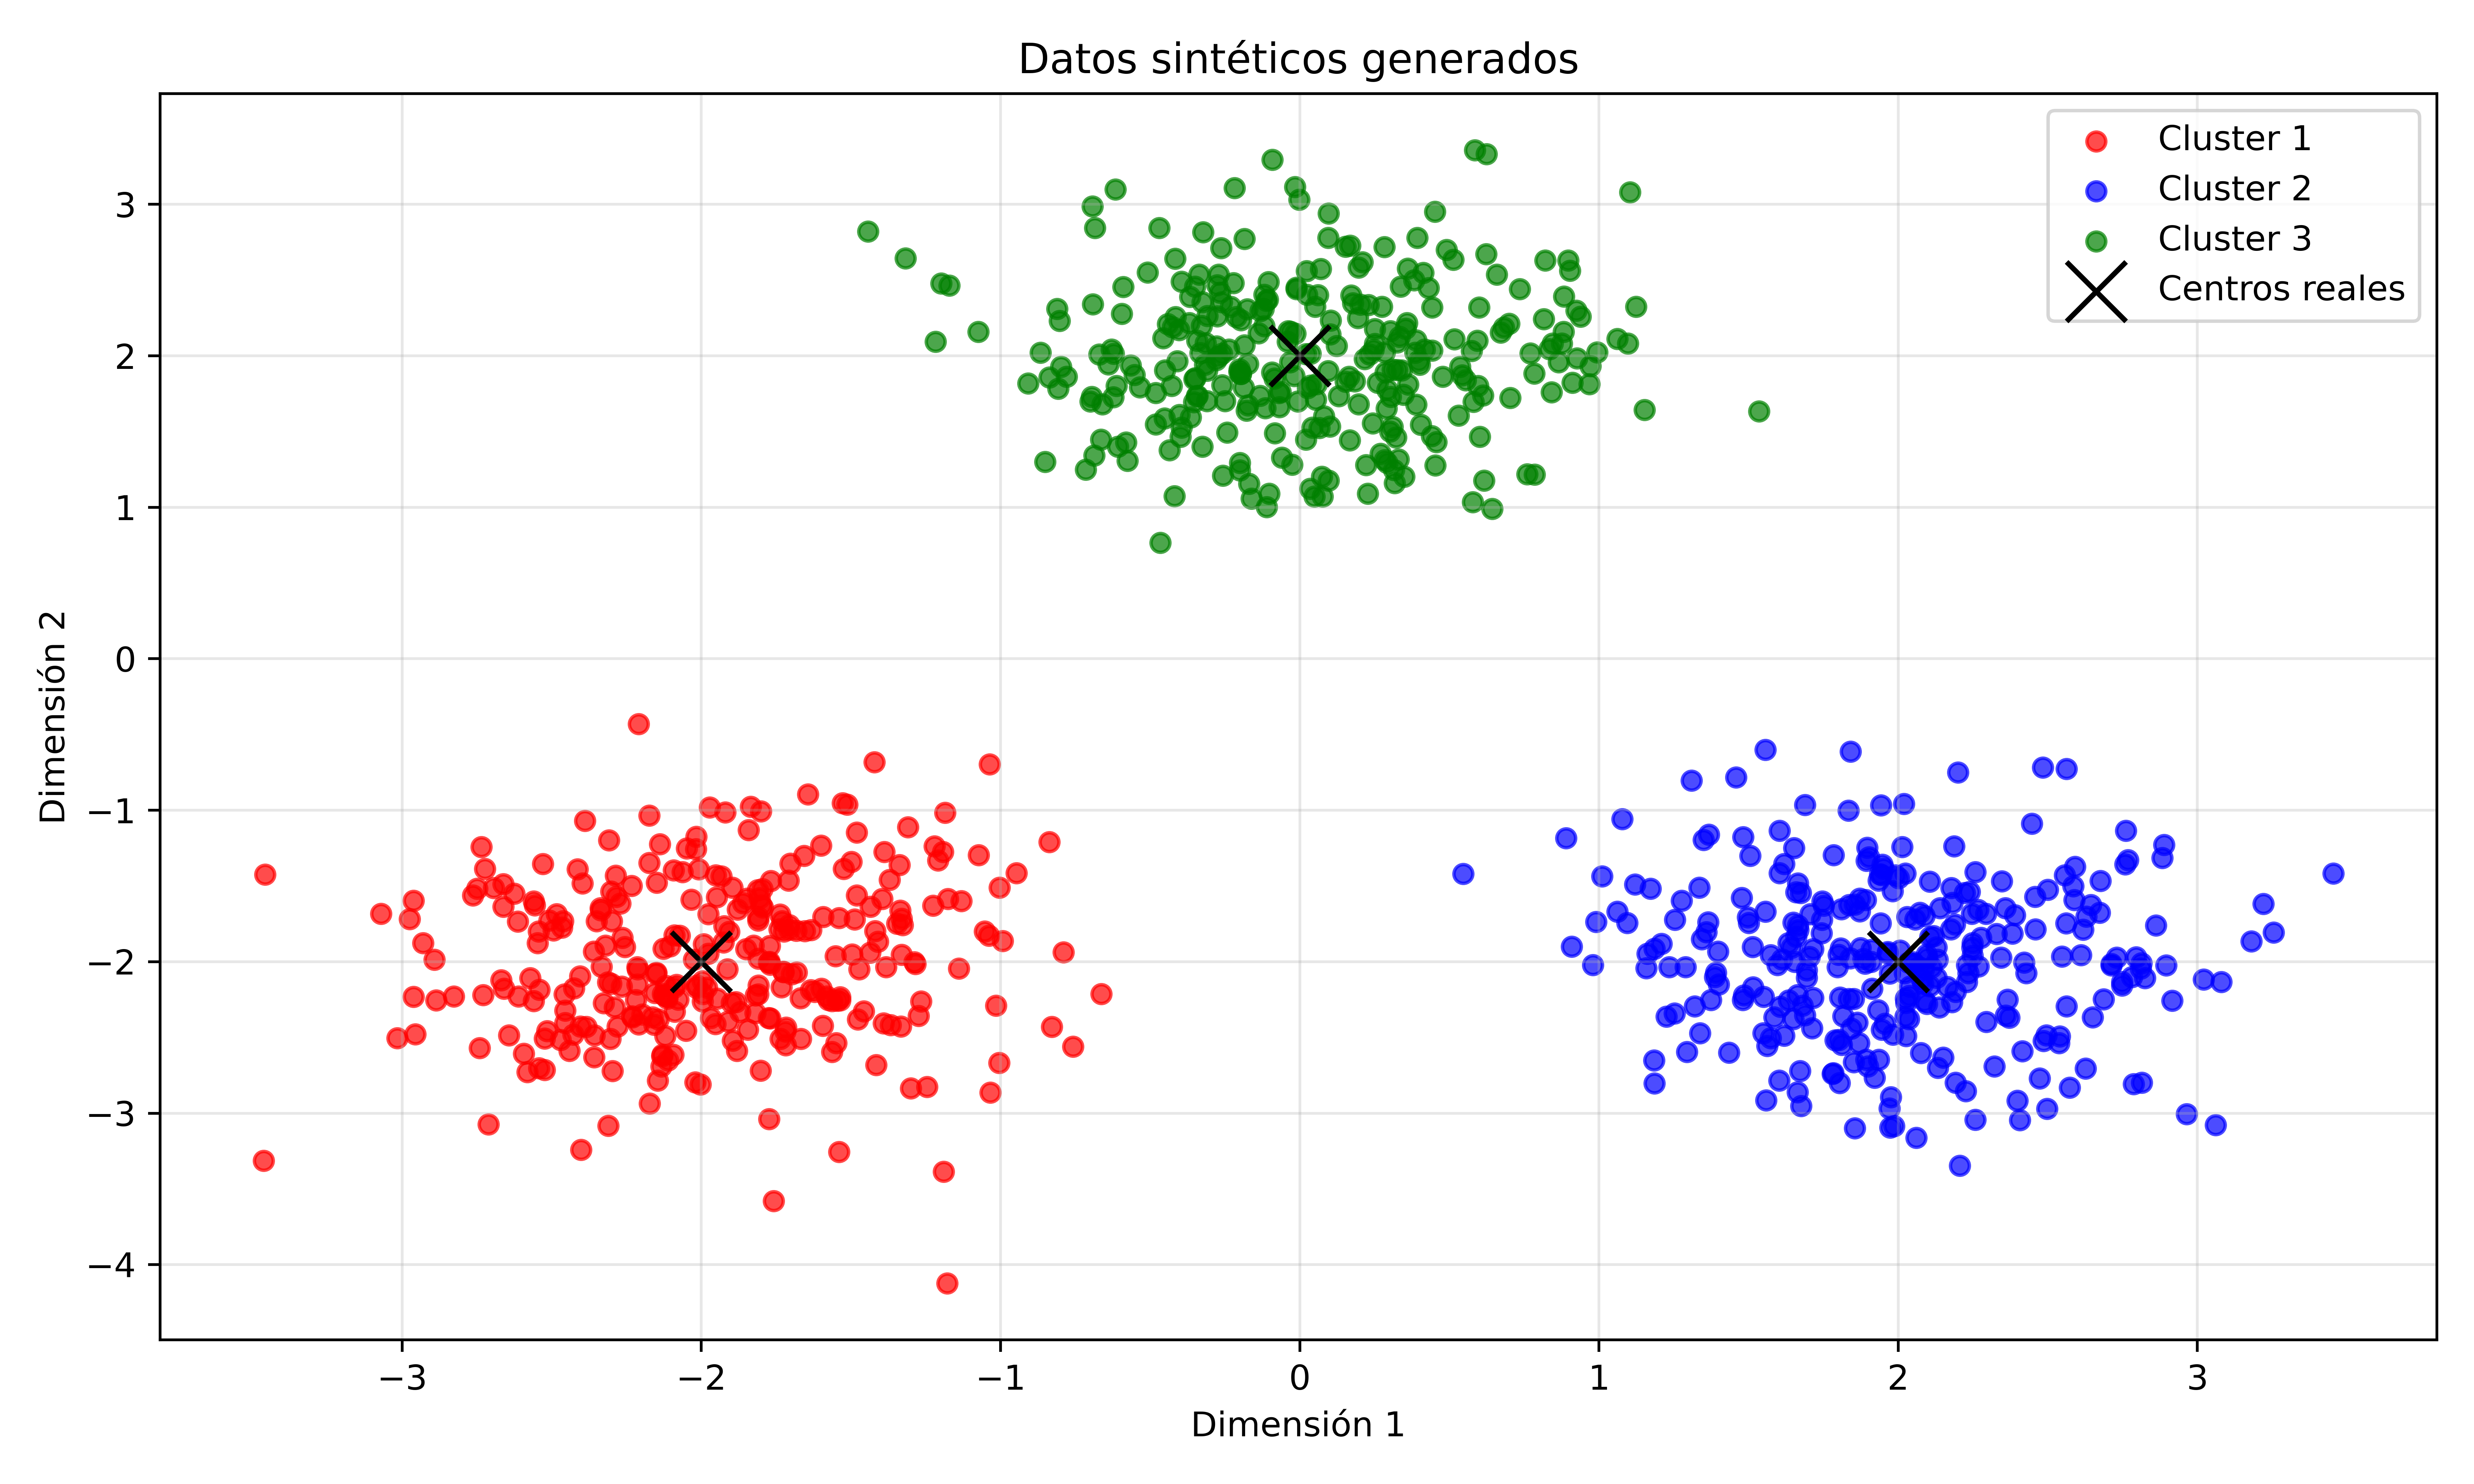 Datos sintéticos generados
Cluster 1
Cluster 2
Cluster 3
Centros reales
3
2
1
0
−1
−2
−3
−4
Dimensión 2
−3
−2
−1
0
1
2
3
Dimensión 1